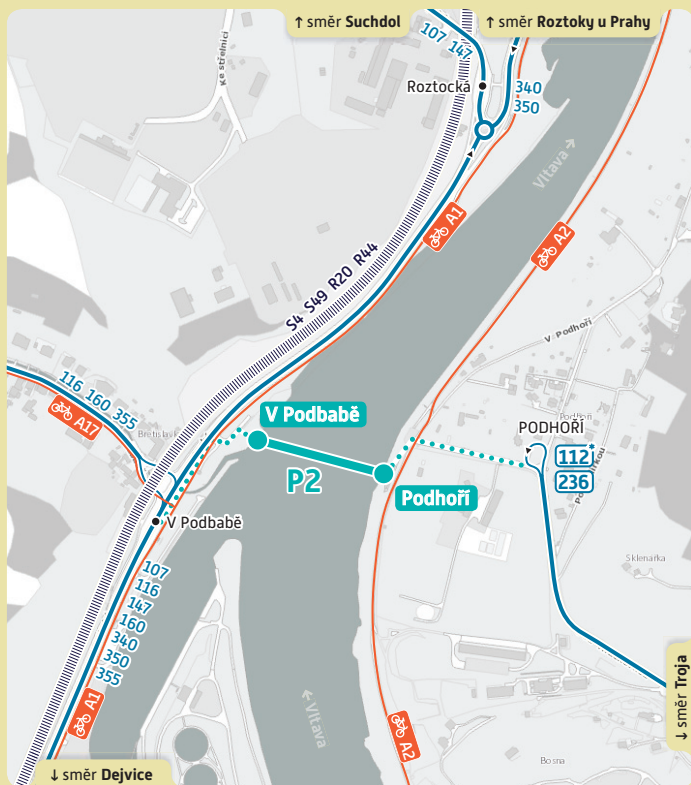 ↑ směr Suchdol
↑ směr Roztoky u Prahy
107 147
Ke střelnici
Roztocká
340
350
Vltava →
A1
A2
S4 S49 R20 R44
V Podhoří
116 160 355
A17
V Podbabě
P2
Podhoří
Podhoří
PODHOŘÍ
112*
236
V Podbabě
Sklenářka
107
116
147
160
340
350
355
A1
← Vltava
A2
↓ směr Troja
Bosna
↓ směr Dejvice